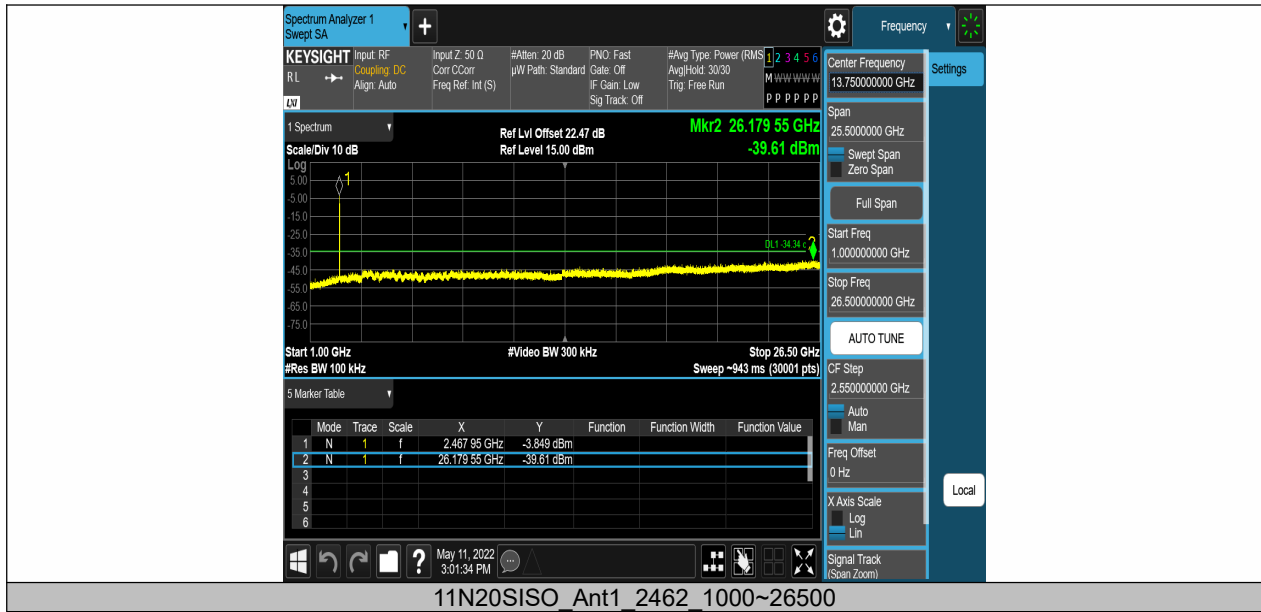 Spectrum Analyzer 1
Swept SA
+
Frequency
KEYSIGHT
RL
LXI
Input: RF
Coupling: DC
Align: Auto
Input Z: 50 Ω
Corr CCorr
Freq Ref: Int (S)
#Atten: 20 dB
µW Path: Standard
PNO: Fast
Gate: Off
IF Gain: Low
Sig Track: Off
#Avg Type: Power (RMS
Avg|Hold: 30/30
Trig: Free Run
1 2 3 4 5 6
M W W W W W
P P P P P P
1 Spectrum
Scale/Div 10 dB
Ref Lvl Offset 22.47 dB
Ref Level 15.00 dBm
Mkr2 26.179 55 GHz
-39.61 dBm
Log
5.00
-5.00
-15.0
-25.0
-35.0
-45.0
-55.0
-65.0
-75.0
1
DL1 -34.34 c
2
Start 1.00 GHz
#Video BW 300 kHz
Stop 26.50 GHz
#Res BW 100 kHz
Sweep ~943 ms (30001 pts)
5 Marker Table
Mode Trace Scale X Y Function Function Width Function Value
1 N 1 f 2.467 95 GHz -3.849 dBm
2 N 1 f 26.179 55 GHz -39.61 dBm
3
4
5
6
May 11, 2022
3:01:34 PM
Center Frequency
13.750000000 GHz
Settings
Span
25.5000000 GHz
Swept Span
Zero Span
Full Span
Start Freq
1.000000000 GHz
Stop Freq
26.500000000 GHz
AUTO TUNE
CF Step
2.550000000 GHz
Auto
Man
Freq Offset
0 Hz
Local
X Axis Scale
Log
Lin
Signal Track
(Span Zoom)
11N20SISO_Ant1_2462_1000~26500